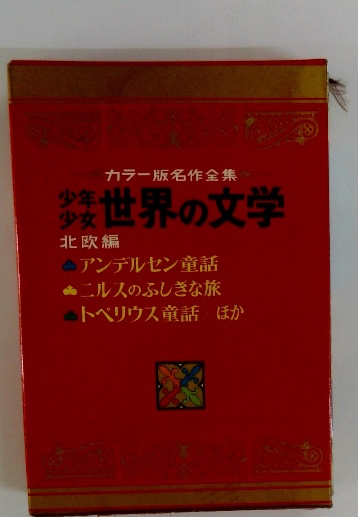 カラー版名作全集
少年少女世界の文学
北欧編
アンデルセン童話
ニルスのふしぎな旅
トペリウス童話/ほか